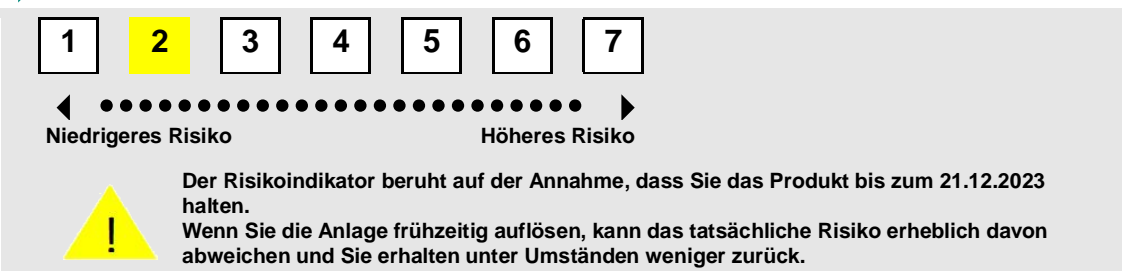 1 2 3 4 5 6 7
Niedrigeres Risiko Höheres Risiko
! Der Risikoindikator beruht auf der Annahme, dass Sie das Produkt bis zum 21.12.2023
halten.
Wenn Sie die Anlage frühzeitig auflösen, kann das tatsächliche Risiko erheblich davon
abweichen und Sie erhalten unter Umständen weniger zurück.